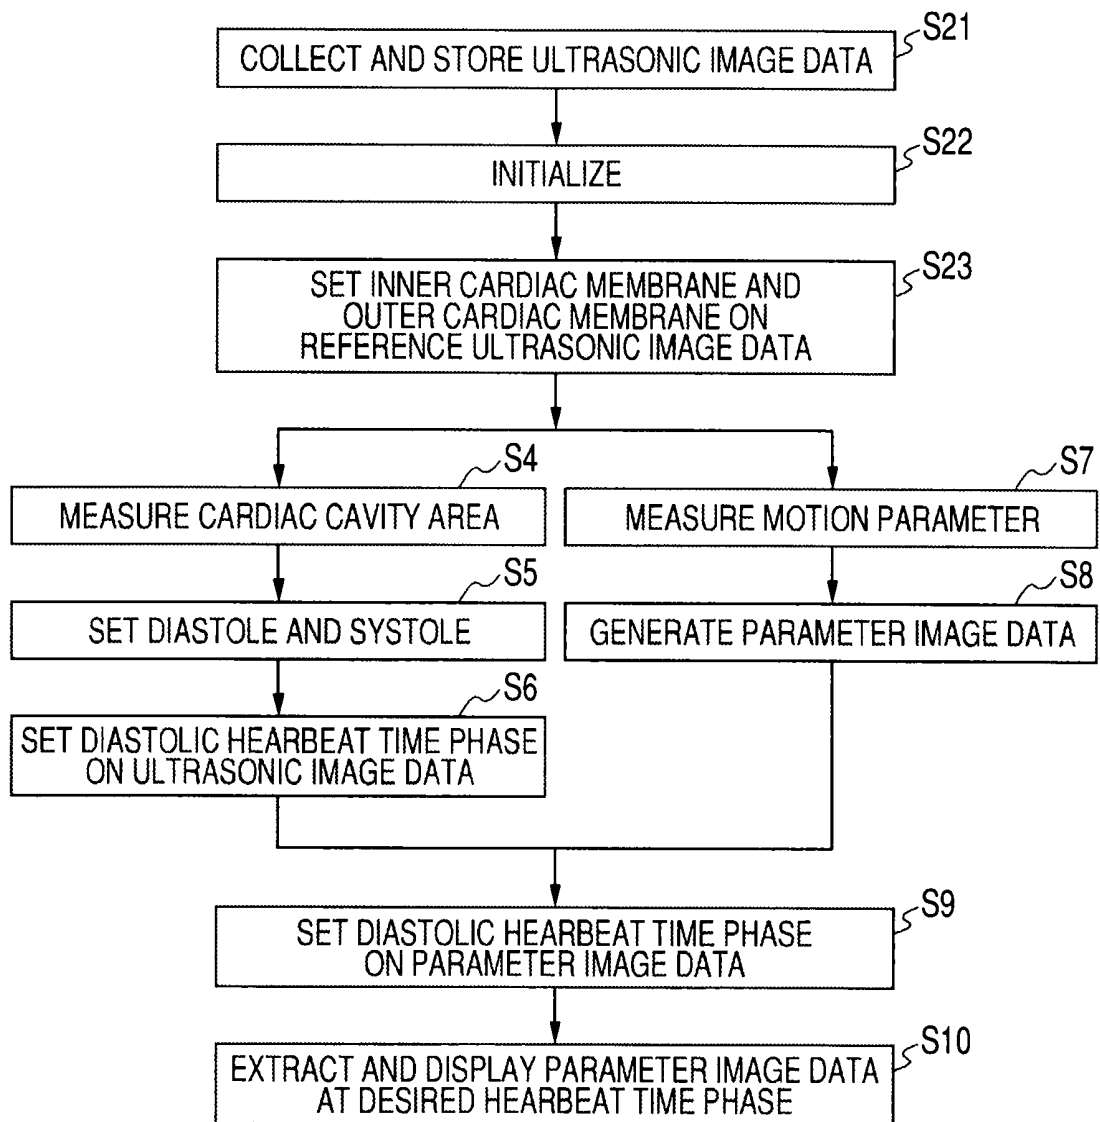 S21
COLLECT AND STORE ULTRASONIC IMAGE DATA
S22
INITIALIZE
S23
SET INNER CARDIAC MEMBRANE AND
OUTER CARDIAC MEMBRANE ON
REFERENCE ULTRASONIC IMAGE DATA
S4
MEASURE CARDIAC CAVITY AREA
S5
SET DIASTOLE AND SYSTOLE
S6
SET DIASTOLIC HEARBEAT TIME PHASE
ON ULTRASONIC IMAGE DATA
S7
MEASURE MOTION PARAMETER
S8
GENERATE PARAMETER IMAGE DATA
S9
SET DIASTOLIC HEARBEAT TIME PHASE
ON PARAMETER IMAGE DATA
S10
EXTRACT AND DISPLAY PARAMETER IMAGE DATA
AT DESIRED HEARBEAT TIME PHASE